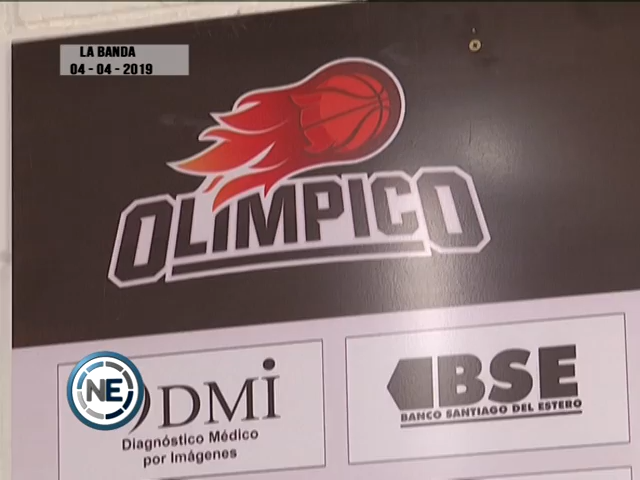 LA BANDA
04 - 04 - 2019
OLIMPICO
NE
DMI
Diagnóstico Médico
por Imágenes
BSE
BANCO SANTIAGO DEL ESTERO